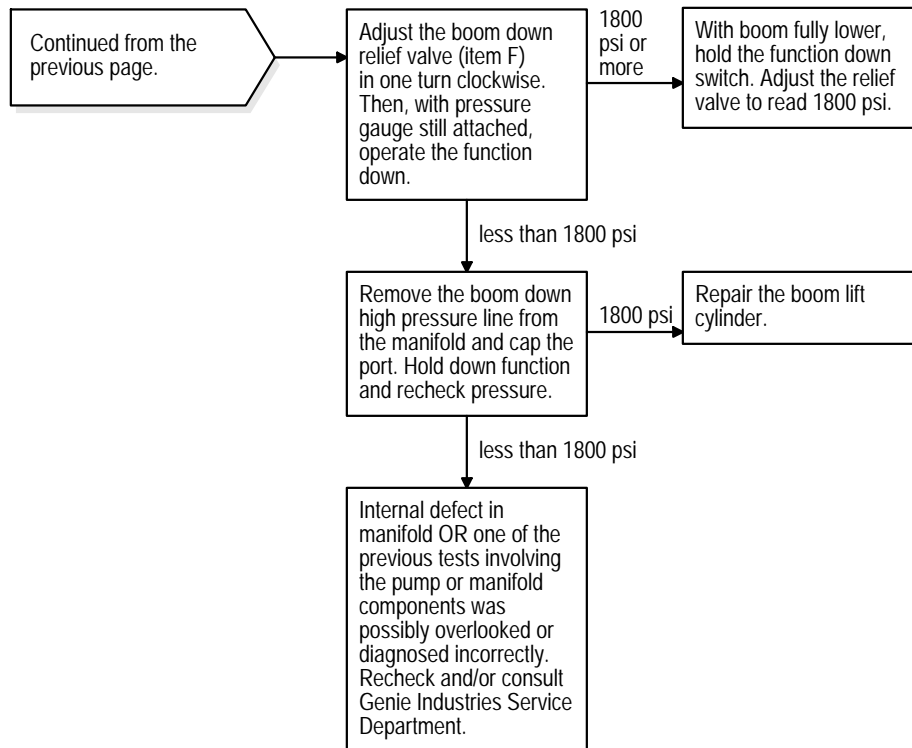 Continued from the
previous page.
Adjust the boom down
relief valve (item F)
in one turn clockwise.
Then, with pressure
gauge still attached,
operate the function
down.
1800
psi or
more
With boom fully lower,
hold the function down
switch. Adjust the relief
valve to read 1800 psi.
less than 1800 psi
Remove the boom down
high pressure line from
the manifold and cap the
port. Hold down function
and recheck pressure.
1800 psi
Repair the boom lift
cylinder.
less than 1800 psi
Internal defect in
manifold OR one of the
previous tests involving
the pump or manifold
components was
possibly overlooked or
diagnosed incorrectly.
Recheck and/or consult
Genie Industries Service
Department.